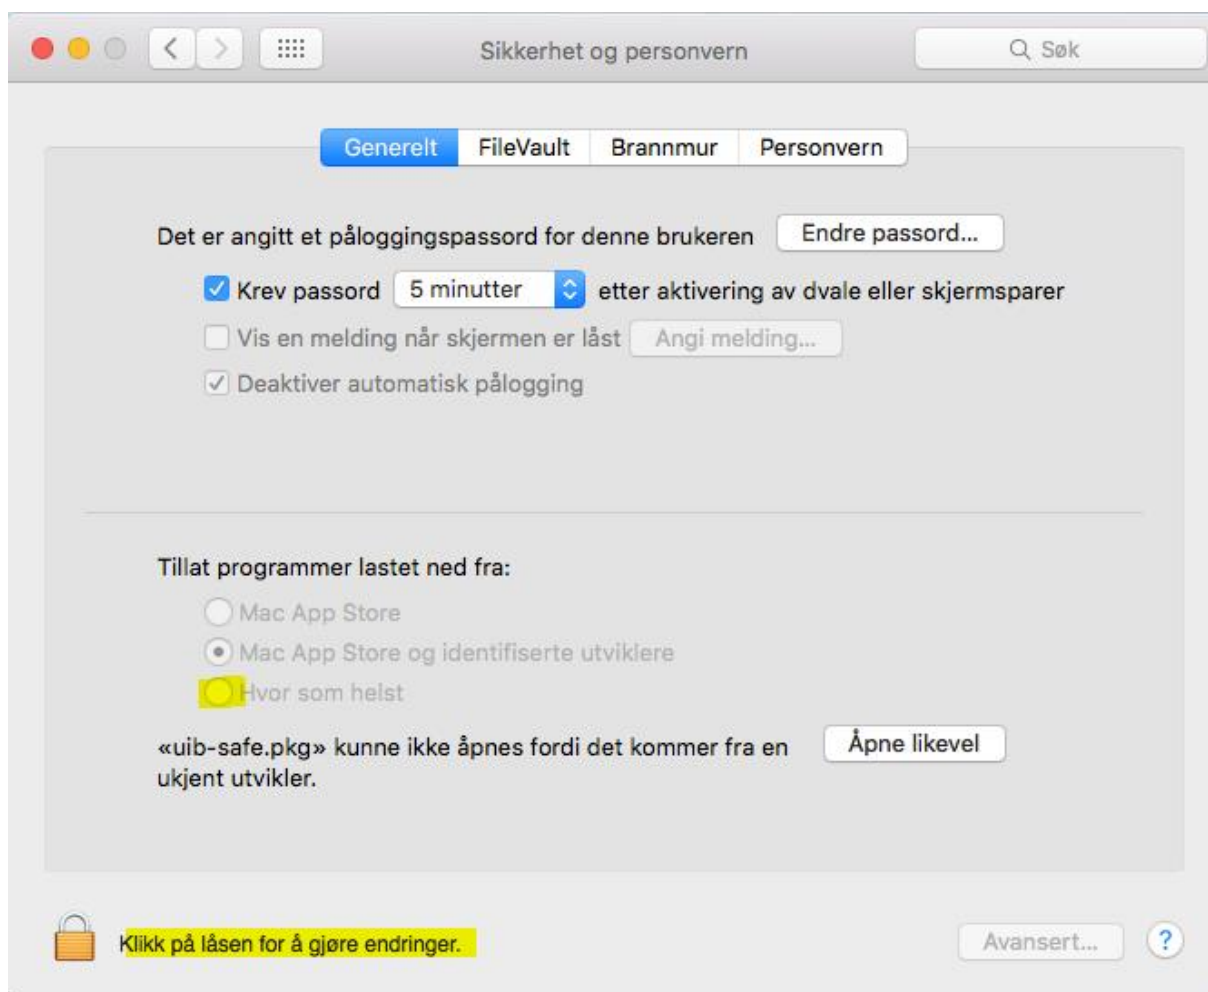 Sikkerhet og personvern
Søk
Generelt
FileVault
Brannmur
Personvern
Det er angitt et påloggingspassord for denne brukeren
Endre passord...
Krev passord
5 minutter
etter aktivering av dvale eller skjermsparer
Vis en melding når skjermen er låst
Angi melding...
Deaktiver automatisk pålogging
Tillat programmer lastet ned fra:
Mac App Store
Mac App Store og identifiserte utviklere
Hvor som helst
«uib-safe.pkg» kunne ikke åpnes fordi det kommer fra en
ukjent utvikler.
Åpne likevel
Klikk på låsen for å gjøre endringer.
Avansert...
?